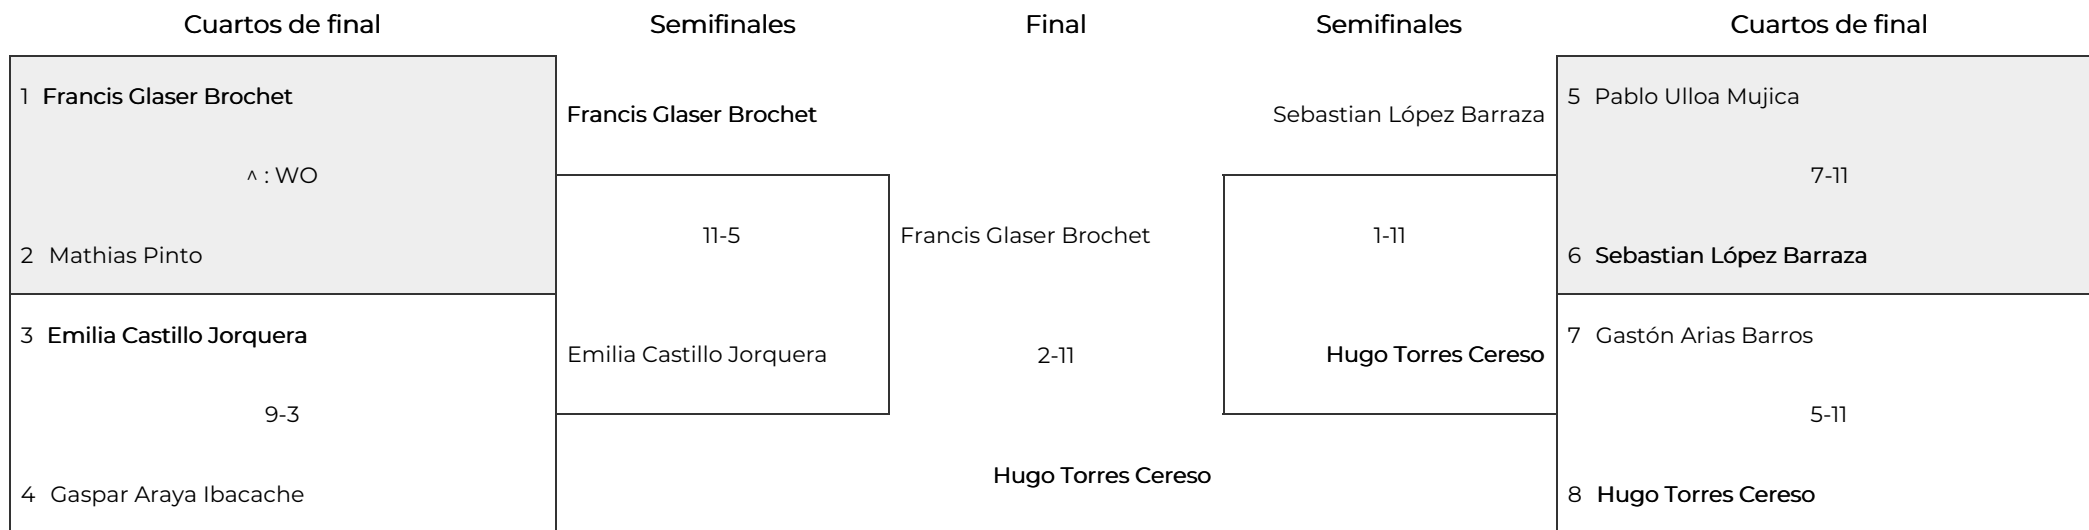 Cuartos de final
Semifinales
Final
Semifinales
Cuartos de final
1 Francis Glaser Brochet
^ : WO
2 Mathias Pinto
3 Emilia Castillo Jorquera
9-3
4 Gaspar Araya Ibacache
Francis Glaser Brochet
11-5
Emilia Castillo Jorquera
Francis Glaser Brochet
2-11
Hugo Torres Cereso
Sebastian López Barraza
1-11
Hugo Torres Cereso
5 Pablo Ulloa Mujica
7-11
6 Sebastian López Barraza
7 Gastón Arias Barros
5-11
8 Hugo Torres Cereso